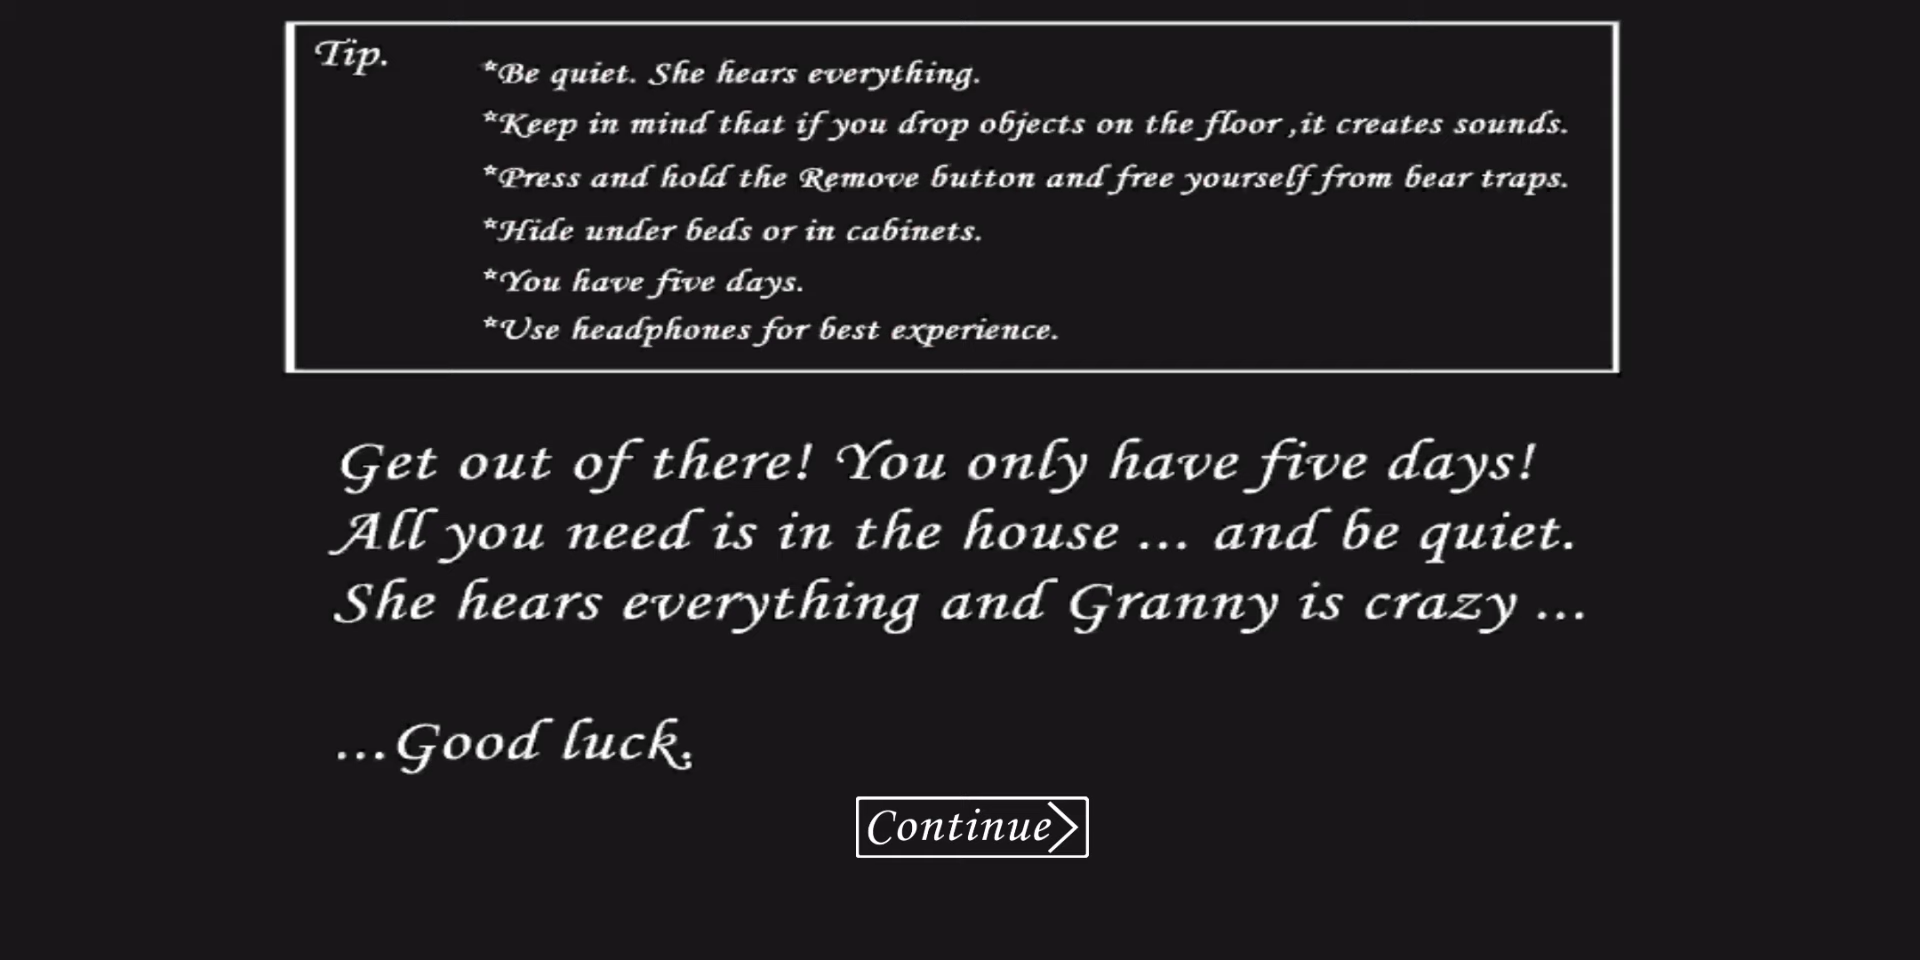 Tip.
*Be quiet. She hears everything.
*Keep in mind that if you drop objects on the floor ,it creates sounds.
*Press and hold the Remove button and free yourself from bear traps.
*Hide under beds or in cabinets.
*You have five days.
*Use headphones for best experience.
Get out of there! You only have five days!
All you need is in the house ... and be quiet.
She hears everything and Granny is crazy ...
...Good luck.
Continue>